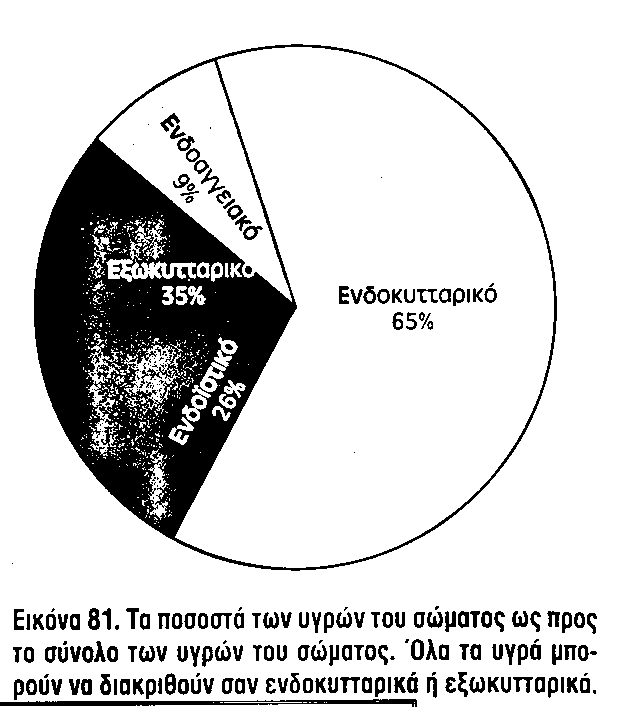 Ενδοαγγειακό
9%
Εξωκυτταρικό
35%
Ενδοϊστικό
26%
Ενδοκυτταρικό
65%
Εικόνα 81. Τα ποσοστά των υγρών του σώματος ως προς
το σύνολο των υγρών του σώματος. Όλα τα υγρά μπο-
ρούν να διακριθούν σαν ενδοκυτταρικά ή εξωκυτταρικά.